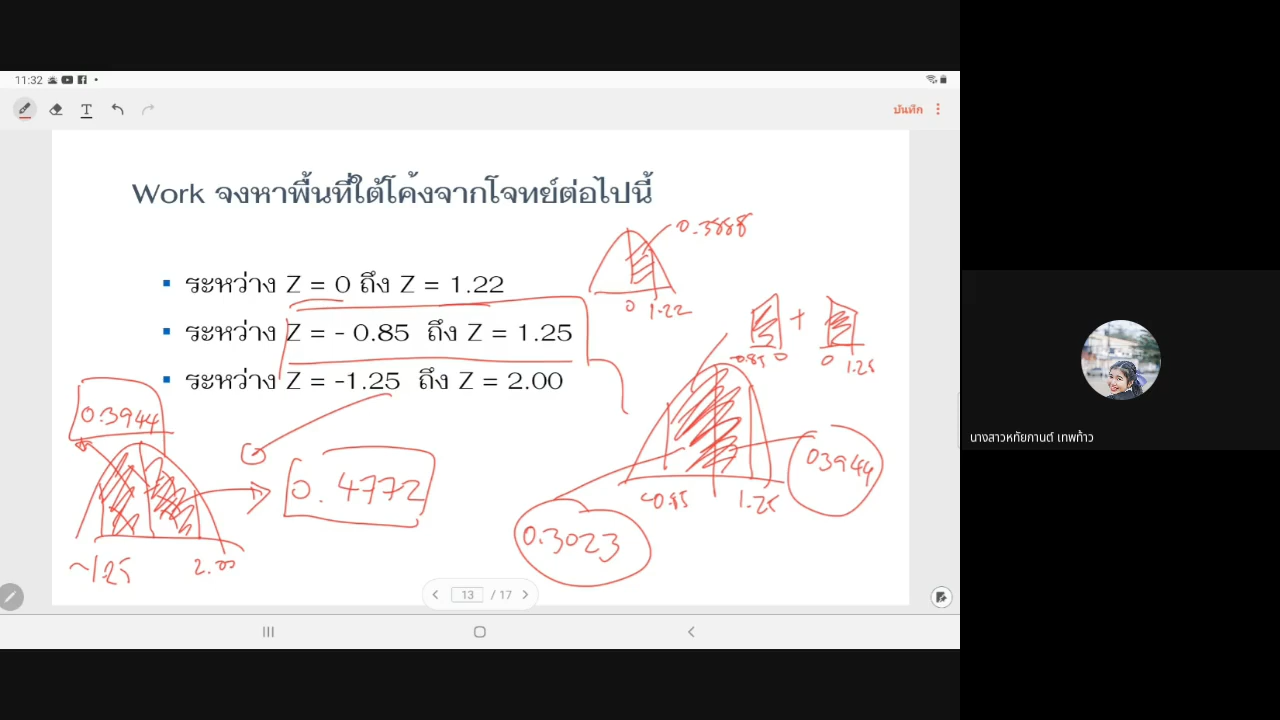 11:32
บันทึก
Work จงหาพื้นที่ใต้โค้งจากโจทย์ต่อไปนี้
0.3888
▪ ระหว่าง Z = 0 ถึง Z = 1.22
0 1.22
▪ ระหว่าง Z = - 0.85 ถึง Z = 1.25
+
-0.85 0 0 1.25
▪ ระหว่าง Z = -1.25 ถึง Z = 2.00
0.3944
0.4772
0.3944
-0.85 1.25
0.3023
-1.25 2.00
13 / 17
นางสาวหทัยกานต์ เทพท้าว